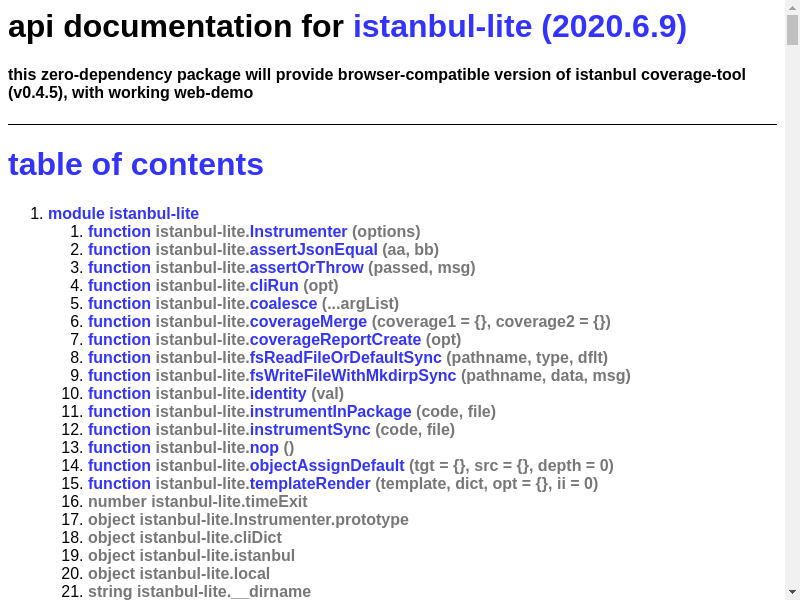 api documentation for istanbul-lite (2020.6.9)
this zero-dependency package will provide browser-compatible version of istanbul coverage-tool
(v0.4.5), with working web-demo
table of contents
1. module istanbul-lite
1. function istanbul-lite.Instrumenter (options)
2. function istanbul-lite.assertJsonEqual (aa, bb)
3. function istanbul-lite.assertOrThrow (passed, msg)
4. function istanbul-lite.cliRun (opt)
5. function istanbul-lite.coalesce (...argList)
6. function istanbul-lite.coverageMerge (coverage1 = {}, coverage2 = {})
7. function istanbul-lite.coverageReportCreate (opt)
8. function istanbul-lite.fsReadFileOrDefaultSync (pathname, type, dflt)
9. function istanbul-lite.fsWriteFileWithMkdirpSync (pathname, data, msg)
10. function istanbul-lite.identity (val)
11. function istanbul-lite.instrumentInPackage (code, file)
12. function istanbul-lite.instrumentSync (code, file)
13. function istanbul-lite.nop ()
14. function istanbul-lite.objectAssignDefault (tgt = {}, src = {}, depth = 0)
15. function istanbul-lite.templateRender (template, dict, opt = {}, ii = 0)
16. number istanbul-lite.timeExit
17. object istanbul-lite.Instrumenter.prototype
18. object istanbul-lite.cliDict
19. object istanbul-lite.istanbul
20. object istanbul-lite.local
21. string istanbul-lite.__dirname